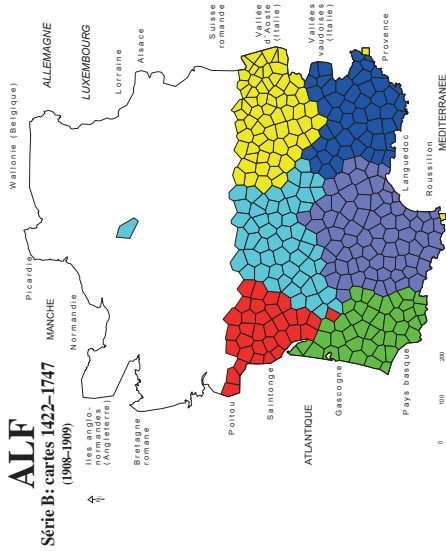 ALF
Série B: cartes 1422–1747
(1908–1909)
N
Iles anglo-
normandes
(Angleterre)
Bretagne
romane
MANCHE
Normandie
Picardie
Wallonie (Belgique)
ALLEMAGNE
LUXEMBOURG
Lorraine
Alsace
Suisse
romande
Vallée
d'Aoste
(Italie)
Vallées
vaudoises
(Italie)
Provence
Poitou
Saintonge
ATLANTIQUE
Gascogne
Pays basque
Languedoc
Roussillon
MEDITERRANEE
0 100 200